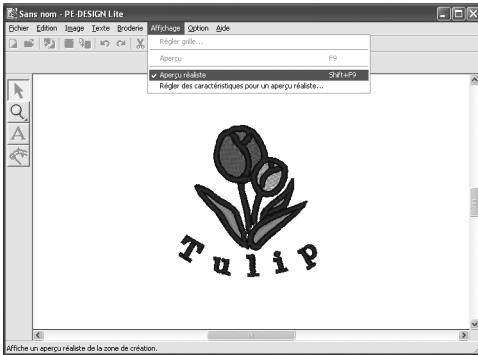 Sans nom - PE-DESIGN Lite
Fichier Edition Image Texte Broderie Affichage Option Aide
Régler grille...
Aperçu F9
Aperçu réaliste Shift+F9
Régler des caractéristiques pour un aperçu réaliste...
A
Tulip
Affiche un aperçu réaliste de la zone de création.